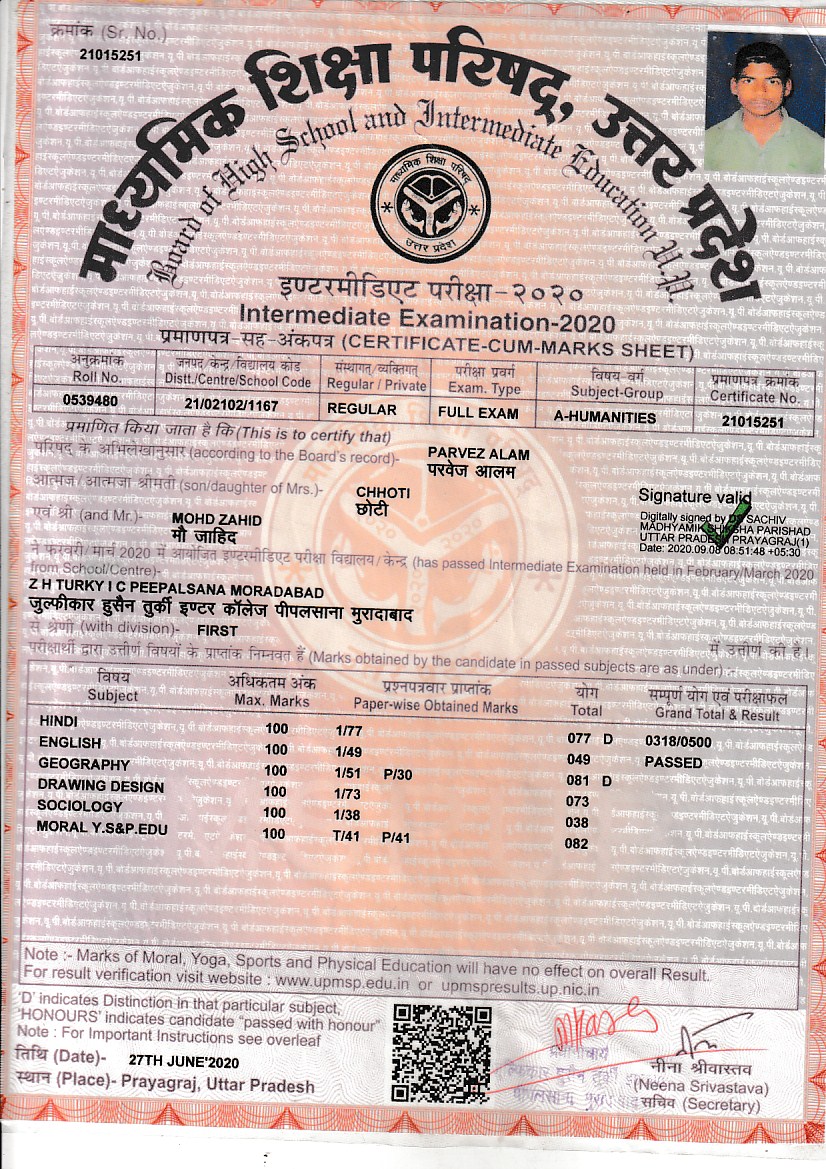 क्रमांक (Sr. No.)
21015251
माध्यमिक शिक्षा परिषद्, उत्तर प्रदेश
Board of High School and Intermediate Education U.P.
माध्यमिक शिक्षा परिषद
उत्तर प्रदेश
इण्टरमीडिएट परीक्षा-२०२०
Intermediate Examination-2020
प्रमाणपत्र-सह-अंकपत्र (CERTIFICATE-CUM-MARKS SHEET)
अनुक्रमांक जनपद/केन्द्र/विद्यालय कोड संस्थागत/व्यक्तिगत परीक्षा प्रवर्ग विषय-वर्ग प्रमाणपत्र क्रमांक
Roll No. Distt./Centre/School Code Regular / Private Exam. Type Subject-Group Certificate No.
0539480 21/02102/1167 REGULAR FULL EXAM A-HUMANITIES 21015251
प्रमाणित किया जाता है कि (This is to certify that)
परिषद के अभिलेखानुसार (according to the Board's record)- PARVEZ ALAM
परवेज आलम
आत्मज/आत्मजा श्रीमती (son/daughter of Mrs.)- CHHOTI
छोटी
एवं श्री (and Mr.)- MOHD ZAHID
मौ जाहिद
Signature valid
Digitally signed by DS SACHIV
MADHYAMIK SHIKSHA PARISHAD
UTTAR PRADESH PRAYAGRAJ(1)
Date: 2020.09.08 08:51:48 +05:30
ने फरवरी/मार्च 2020 में आयोजित इण्टरमीडिएट परीक्षा विद्यालय/केन्द्र (has passed Intermediate Examination held in February/March 2020
from School/Centre)-
Z H TURKY I C PEEPALSANA MORADABAD
जुल्फीकार हुसैन तुर्की इण्टर कॉलेज पीपलसाना मुरादाबाद
से श्रेणी (with division)- FIRST में उत्तीर्ण की है।
परीक्षार्थी द्वारा उत्तीर्ण विषयों के प्राप्तांक निम्नवत हैं (Marks obtained by the candidate in passed subjects are as under)
विषय अधिकतम अंक प्रश्नपत्रवार प्राप्तांक योग सम्पूर्ण योग एवं परीक्षाफल
Subject Max. Marks Paper-wise Obtained Marks Total Grand Total & Result
HINDI 100 1/77 077 D 0318/0500
ENGLISH 100 1/49 049 PASSED
GEOGRAPHY 100 1/51 P/30 081 D
DRAWING DESIGN 100 1/73 073
SOCIOLOGY 100 1/38 038
MORAL Y.S&P.EDU 100 T/41 P/41 082
Note :- Marks of Moral, Yoga, Sports and Physical Education will have no effect on overall Result.
For result verification visit website : www.upmsp.edu.in or upmspresults.up.nic.in
'D' indicates Distinction in that particular subject,
'HONOURS' indicates candidate "passed with honour"
Note : For Important Instructions see overleaf
तिथि (Date)- 27TH JUNE'2020
स्थान (Place)- Prayagraj, Uttar Pradesh
प्रधानाचार्य
नीना श्रीवास्तव
(Neena Srivastava)
सचिव (Secretary)